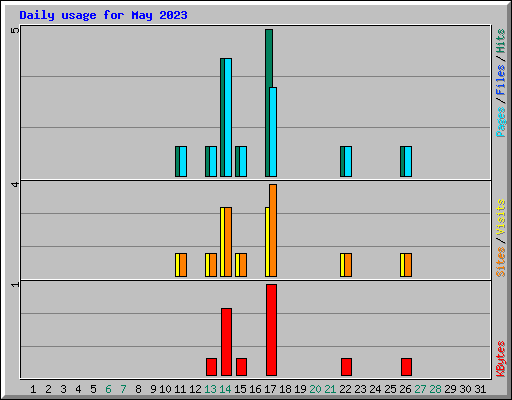 Daily usage for May 2023
5
Pages/Files/Hits
4
Sites/Visits
1
KBytes
1 2 3 4 5 6 7 8 9 10 11 12 13 14 15 16 17 18 19 20 21 22 23 24 25 26 27 28 29 30 31